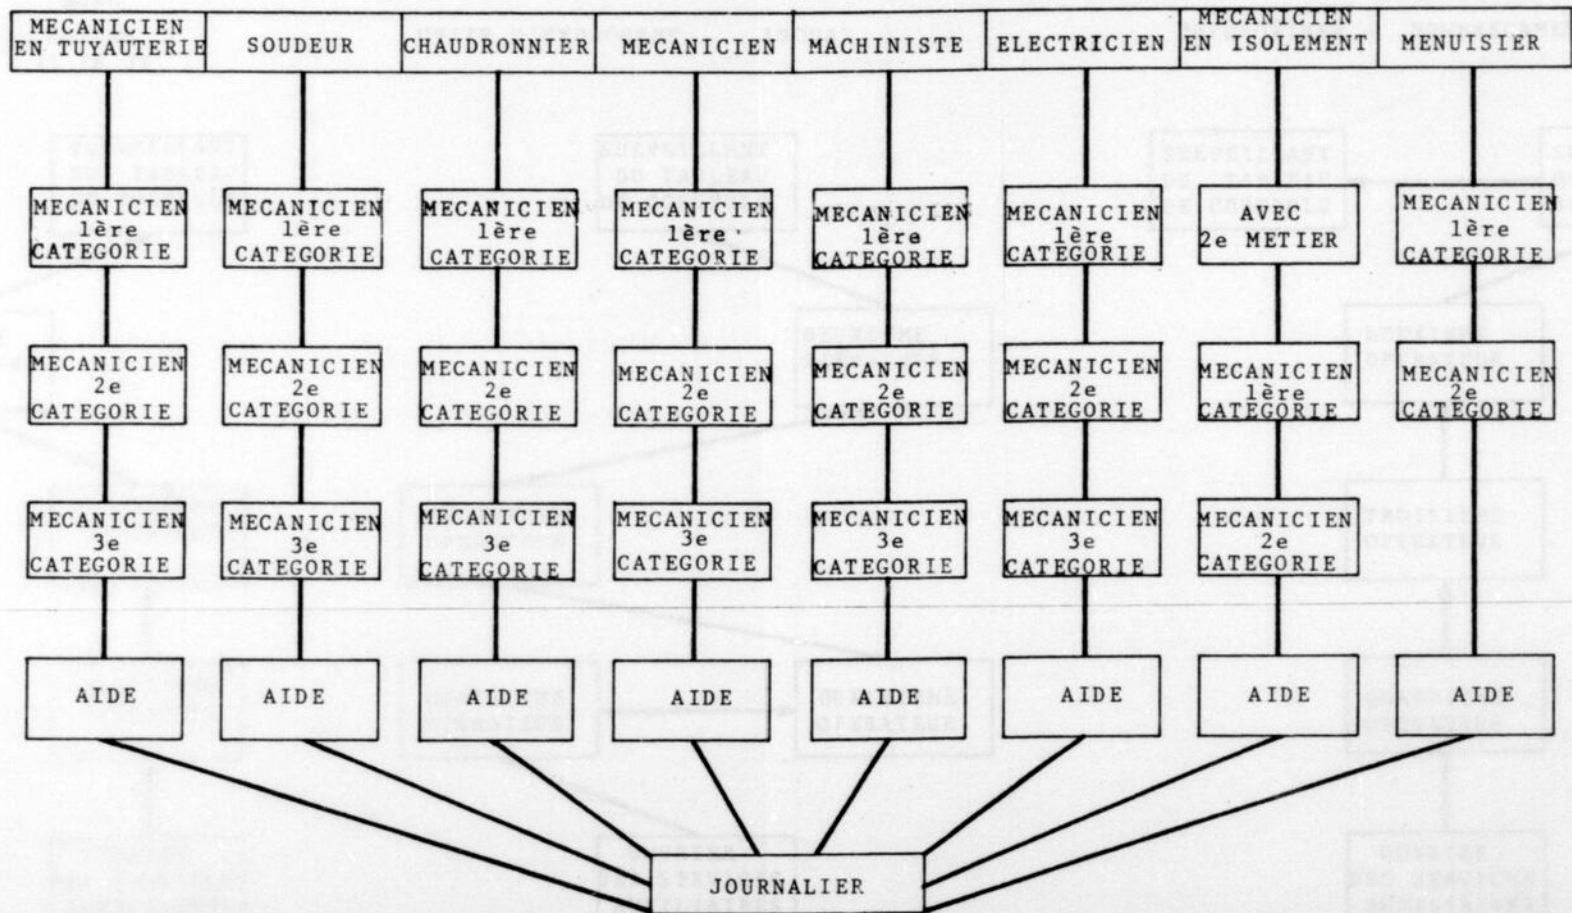 MECANICIEN
EN TUYAUTERIE
SOUDEUR
CHAUDRONNIER
MECANICIEN
MACHINISTE
ELECTRICIEN
MECANICIEN
EN ISOLEMENT
MENUISIER
MECANICIEN
1ère
CATEGORIE
MECANICIEN
1ère
CATEGORIE
MECANICIEN
1ère
CATEGORIE
MECANICIEN
1ère
CATEGORIE
MECANICIEN
1ère
CATEGORIE
MECANICIEN
1ère
CATEGORIE
AVEC
2e METIER
MECANICIEN
1ère
CATEGORIE
MECANICIEN
2e
CATEGORIE
MECANICIEN
2e
CATEGORIE
MECANICIEN
2e
CATEGORIE
MECANICIEN
2e
CATEGORIE
MECANICIEN
2e
CATEGORIE
MECANICIEN
2e
CATEGORIE
MECANICIEN
1ère
CATEGORIE
MECANICIEN
2e
CATEGORIE
MECANICIEN
3e
CATEGORIE
MECANICIEN
3e
CATEGORIE
MECANICIEN
3e
CATEGORIE
MECANICIEN
3e
CATEGORIE
MECANICIEN
3e
CATEGORIE
MECANICIEN
3e
CATEGORIE
MECANICIEN
2e
CATEGORIE
AIDE
AIDE
AIDE
AIDE
AIDE
AIDE
AIDE
AIDE
JOURNALIER